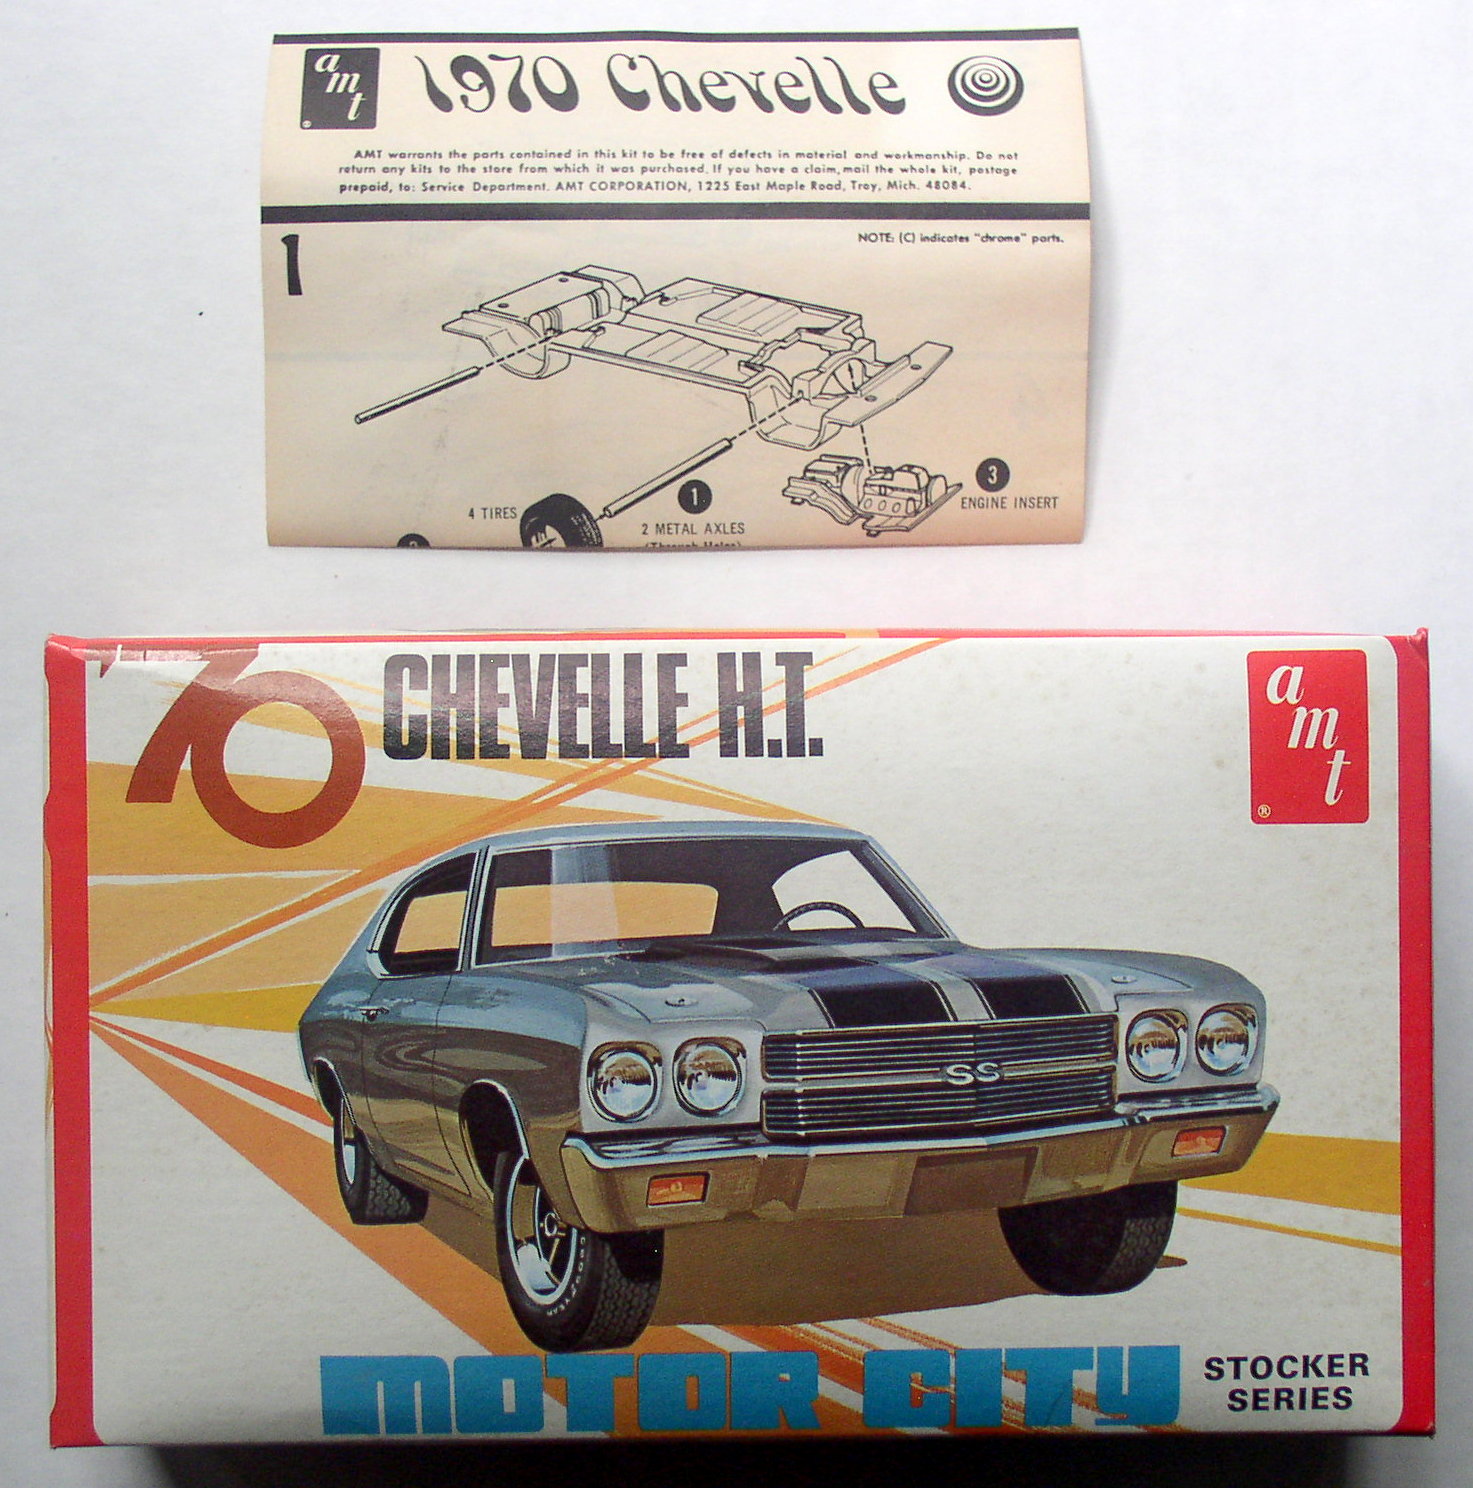 amt
®
1970 Chevelle
AMT warrants the parts contained in this kit to be free of defects in material and workmanship. Do not
return any kits to the store from which it was purchased. If you have a claim, mail the whole kit, postage
prepaid, to: Service Department. AMT CORPORATION, 1225 East Maple Road, Troy, Mich. 48084.
1
NOTE: (C) indicates "chrome" parts.
3
ENGINE INSERT
4 TIRES
1
2 METAL AXLES
(Through Holes)
2
'70 CHEVELLE H.T.
amt
®
SS
GOODYEAR
MOTOR CITY
STOCKER
SERIES